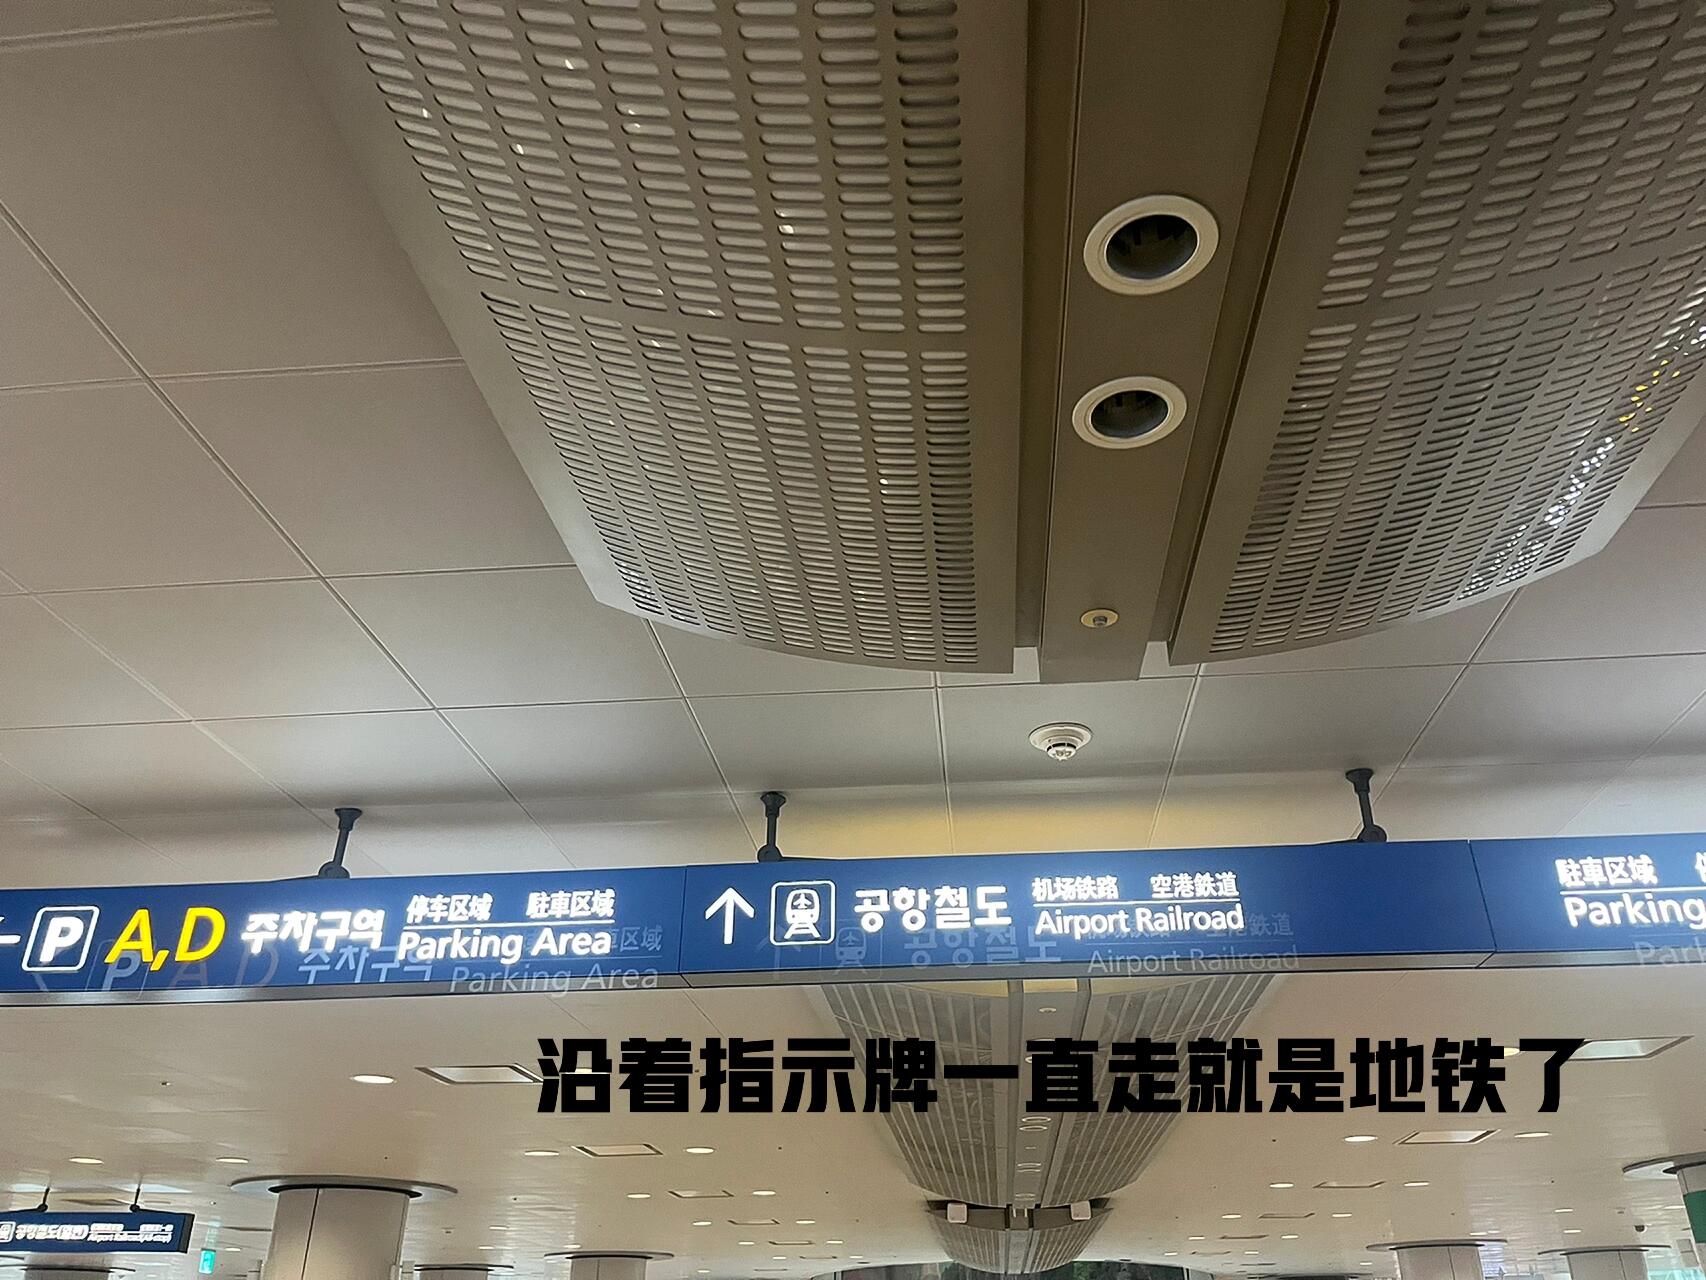 P A,D 주차구역 停车区域 駐車区域
Parking Area
공항철도 机场铁路 空港鉄道
Airport Railroad
駐車区域
Parking
沿着指示牌一直走就是地铁了